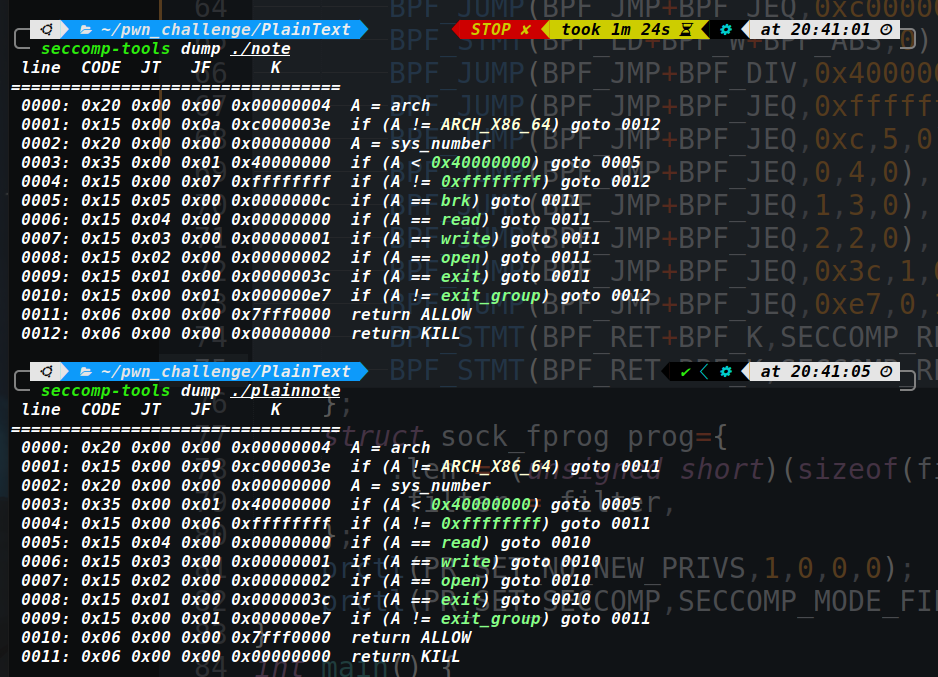 ~/pwn_challenge/PlainText STOP ✘ took 1m 24s at 20:41:01
seccomp-tools dump ./note
line CODE JT JF K
=================================
0000: 0x20 0x00 0x00 0x00000004 A = arch
0001: 0x15 0x00 0x0a 0xc000003e if (A != ARCH_X86_64) goto 0012
0002: 0x20 0x00 0x00 0x00000000 A = sys_number
0003: 0x35 0x00 0x01 0x40000000 if (A < 0x40000000) goto 0005
0004: 0x15 0x00 0x07 0xffffffff if (A != 0xffffffff) goto 0012
0005: 0x15 0x05 0x00 0x0000000c if (A == brk) goto 0011
0006: 0x15 0x04 0x00 0x00000000 if (A == read) goto 0011
0007: 0x15 0x03 0x00 0x00000001 if (A == write) goto 0011
0008: 0x15 0x02 0x00 0x00000002 if (A == open) goto 0011
0009: 0x15 0x01 0x00 0x0000003c if (A == exit) goto 0011
0010: 0x15 0x00 0x01 0x000000e7 if (A != exit_group) goto 0012
0011: 0x06 0x00 0x00 0x7fff0000 return ALLOW
0012: 0x06 0x00 0x00 0x00000000 return KILL
~/pwn_challenge/PlainText ✔ at 20:41:05
seccomp-tools dump ./plainnote
line CODE JT JF K
=================================
0000: 0x20 0x00 0x00 0x00000004 A = arch
0001: 0x15 0x00 0x09 0xc000003e if (A != ARCH_X86_64) goto 0011
0002: 0x20 0x00 0x00 0x00000000 A = sys_number
0003: 0x35 0x00 0x01 0x40000000 if (A < 0x40000000) goto 0005
0004: 0x15 0x00 0x06 0xffffffff if (A != 0xffffffff) goto 0011
0005: 0x15 0x04 0x00 0x00000000 if (A == read) goto 0010
0006: 0x15 0x03 0x00 0x00000001 if (A == write) goto 0010
0007: 0x15 0x02 0x00 0x00000002 if (A == open) goto 0010
0008: 0x15 0x01 0x00 0x0000003c if (A == exit) goto 0010
0009: 0x15 0x00 0x01 0x000000e7 if (A != exit_group) goto 0011
0010: 0x06 0x00 0x00 0x7fff0000 return ALLOW
0011: 0x06 0x00 0x00 0x00000000 return KILL